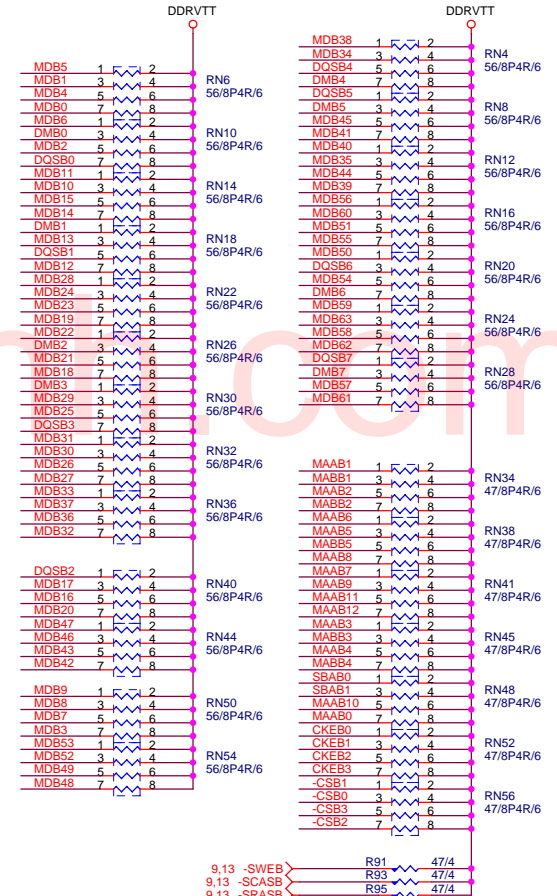 DDRVTT
MDB5 1 2
MDB1 3 4 RN6
MDB4 5 6 56/8P4R/6
MDB0 7 8
MDB6 1 2
DMB0 3 4 RN10
MDB2 5 6 56/8P4R/6
DQSB0 7 8
MDB11 1 2
MDB10 3 4 RN14
MDB15 5 6 56/8P4R/6
MDB14 7 8
DMB1 1 2
MDB13 3 4 RN18
DQSB1 5 6 56/8P4R/6
MDB12 7 8
MDB28 1 2
MDB24 3 4 RN22
MDB23 5 6 56/8P4R/6
MDB19 7 8
MDB22 1 2
DMB2 3 4 RN26
MDB21 5 6 56/8P4R/6
MDB18 7 8
DMB3 1 2
MDB29 3 4 RN30
MDB25 5 6 56/8P4R/6
DQSB3 7 8
MDB31 1 2
MDB30 3 4 RN32
MDB26 5 6 56/8P4R/6
MDB27 7 8
MDB33 1 2
MDB37 3 4 RN36
MDB36 5 6 56/8P4R/6
MDB32 7 8
DQSB2 1 2
MDB17 3 4 RN40
MDB16 5 6 56/8P4R/6
MDB20 7 8
MDB47 1 2
MDB46 3 4 RN44
MDB43 5 6 56/8P4R/6
MDB42 7 8
MDB9 1 2
MDB8 3 4 RN50
MDB7 5 6 56/8P4R/6
MDB3 7 8
MDB53 1 2
MDB52 3 4 RN54
MDB49 5 6 56/8P4R/6
MDB48 7 8
DDRVTT
MDB38 1 2
MDB34 3 4 RN4
DQSB4 5 6 56/8P4R/6
DMB4 7 8
DQSB5 1 2
DMB5 3 4 RN8
MDB45 5 6 56/8P4R/6
MDB41 7 8
MDB40 1 2
MDB35 3 4 RN12
MDB44 5 6 56/8P4R/6
MDB39 7 8
MDB56 1 2
MDB60 3 4 RN16
MDB51 5 6 56/8P4R/6
MDB55 7 8
MDB50 1 2
DQSB6 3 4 RN20
MDB54 5 6 56/8P4R/6
DMB6 7 8
MDB59 1 2
MDB63 3 4 RN24
MDB58 5 6 56/8P4R/6
MDB62 7 8
DQSB7 1 2
DMB7 3 4 RN28
MDB57 5 6 56/8P4R/6
MDB61 7 8
MAAB1 1 2
MABB1 3 4 RN34
MAAB2 5 6 47/8P4R/6
MABB2 7 8
MAAB6 1 2
MAAB5 3 4 RN38
MABB5 5 6 47/8P4R/6
MAAB8 7 8
MAAB7 1 2
MAAB9 3 4 RN41
MAAB11 5 6 47/8P4R/6
MAAB12 7 8
MAAB3 1 2
MABB3 3 4 RN45
MAAB4 5 6 47/8P4R/6
MABB4 7 8
SBAB0 1 2
SBAB1 3 4 RN48
MAAB10 5 6 47/8P4R/6
MAAB0 7 8
CKEB0 1 2
CKEB1 3 4 RN52
CKEB2 5 6 47/8P4R/6
CKEB3 7 8
-CSB1 1 2
-CSB0 3 4 RN56
-CSB3 5 6 47/8P4R/6
-CSB2 7 8
9,13 -SWEB R91 47/4
9,13 -SCASB R93 47/4
9,13 -SRASB R95 47/4
h.com